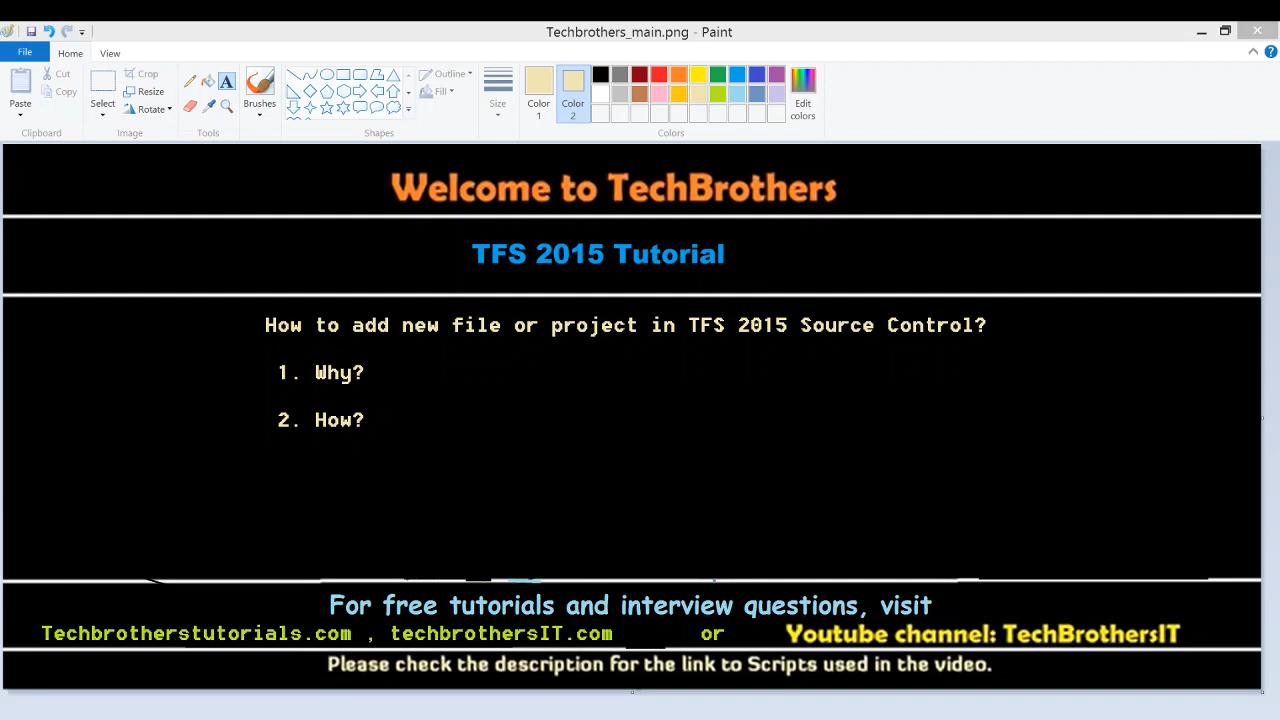 Techbrothers_main.png - Paint
File Home View
Paste Cut Copy
Clipboard
Select Crop Resize Rotate
Image
Tools
Brushes
Shapes
Outline
Fill
Size
Color 1
Color 2
Edit colors
Colors
Welcome to TechBrothers
TFS 2015 Tutorial
How to add new file or project in TFS 2015 Source Control?
1. Why?
2. How?
For free tutorials and interview questions, visit
Techbrotherstutorials.com , techbrothersIT.com or Youtube channel: TechBrothersIT
Please check the description for the link to Scripts used in the video.